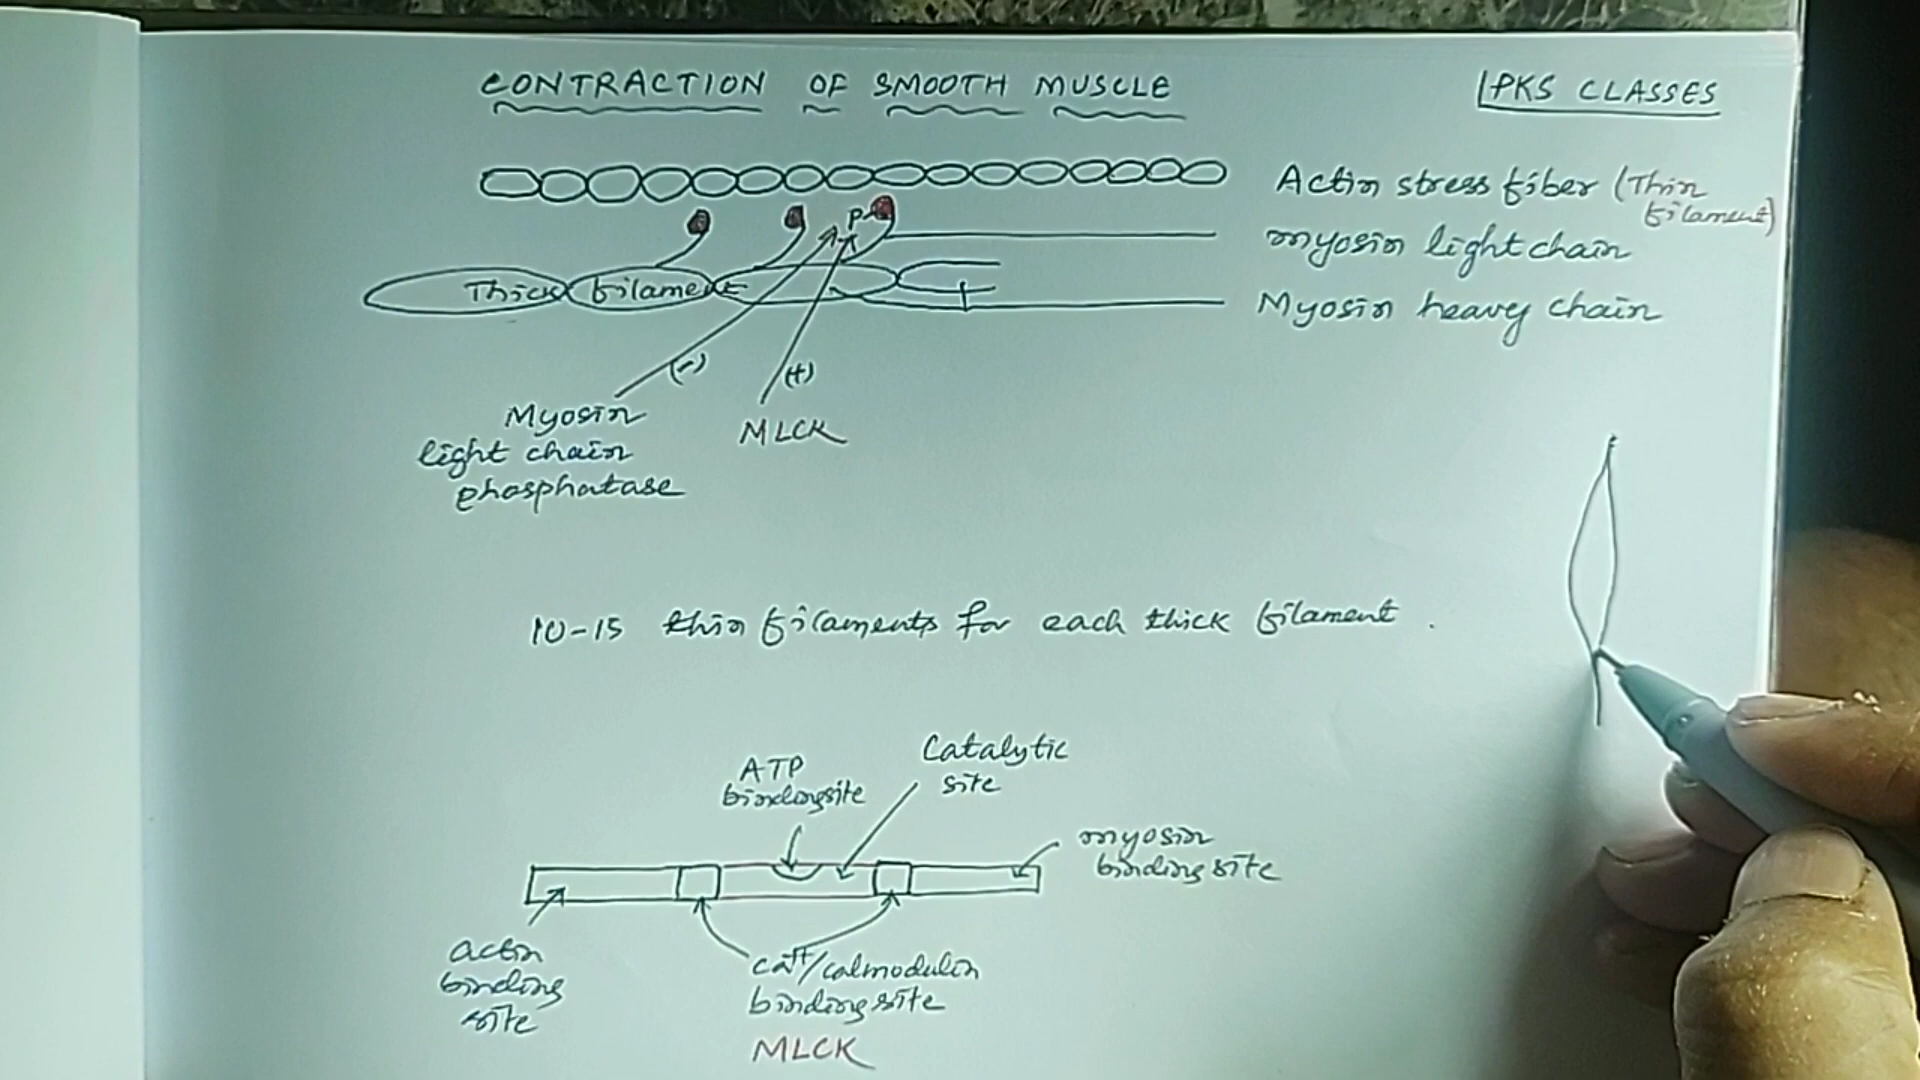 CONTRACTION OF SMOOTH MUSCLE
PKS CLASSES
Actin stress fiber (Thin
filament)
P
myosin light chain
Thick filament
Myosin heavy chain
(-)
(+)
Myosin
light chain
phosphatase
MLCK
10-15 thin filaments for each thick filament.
ATP
binding site
Catalytic
site
myosin
binding site
actin
binding
site
ca++/calmodulin
binding site
MLCK